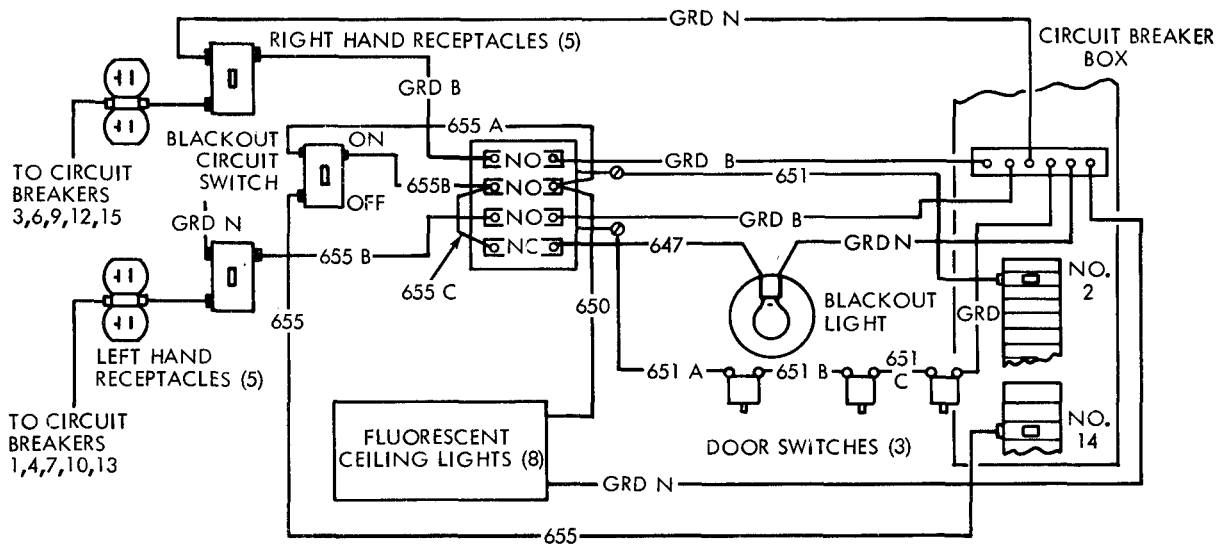 GRD N
RIGHT HAND RECEPTACLES (5)
CIRCUIT BREAKER
BOX
GRD B
655 A
BLACKOUT
CIRCUIT
SWITCH
ON
OFF
TO CIRCUIT
BREAKERS
3,6,9,12,15
NO
NO
NO
NC
655B
GRD B
651
GRD B
GRD N
655 B
647
GRD N
655 C
NO.
2
BLACKOUT
LIGHT
GRD
655
650
LEFT HAND
RECEPTACLES (5)
651 A
651 B
651
C
TO CIRCUIT
BREAKERS
1,4,7,10,13
FLUORESCENT
CEILING LIGHTS (8)
DOOR SWITCHES (3)
NO.
14
GRD N
655